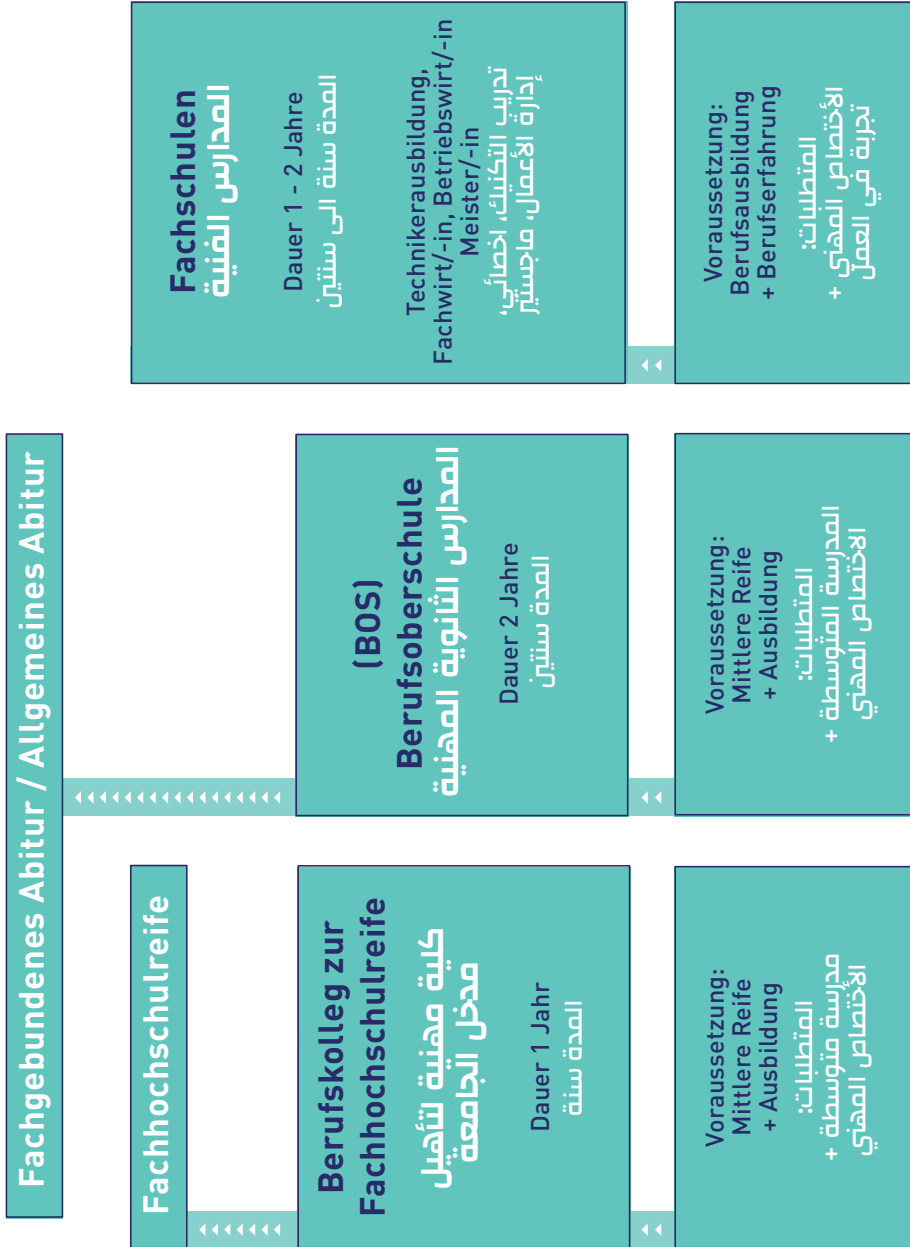 Fachgebundenes Abitur / Allgemeines Abitur
Fachhochschulreife
Berufskolleg zur
Fachhochschulreife
كلية مهنية لتأهيل
مدخل الجامعة
Dauer 1 Jahr
المدة سنة
Voraussetzung:
Mittlere Reife
+ Ausbildung
المتطلبات:
مدرسة متوسطة +
الأختصاص المهني
(BOS)
Berufsoberschule
المدارس الثانوية المهنية
Dauer 2 Jahre
المدة سنتين
Voraussetzung:
Mittlere Reife
+ Ausbildung
المتطلبات:
المدرسة المتوسطة +
الاختصاص المهني
Fachschulen
المدارس الفنية
Dauer 1 - 2 Jahre
المدة سنة الى سنتين
Technikerausbildung,
Fachwirt/-in, Betriebswirt/-in
Meister/-in
تدريب التكنيك، اخصائي،
إدارة الأعمال، ماجستير
Voraussetzung:
Berufsausbildung
+ Berufserfahrung
المتطلبات:
الأختصاص المهني +
تجربة في العمل